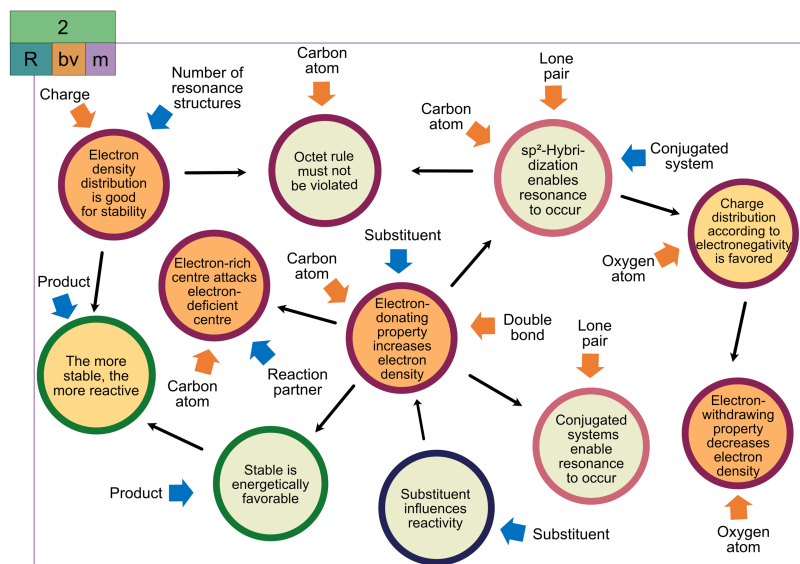 2
R
bv
m
Charge
Number of
resonance
structures
Carbon
atom
Lone
pair
Carbon
atom
Conjugated
system
Electron
density
distribution
is good
for stability
Octet rule
must not
be violated
sp²-Hybri-
dization
enables
resonance
to occur
Charge
distribution
according to
electronegativity
is favored
Oxygen
atom
Substituent
Carbon
atom
Electron-rich
centre attacks
electron-
deficient
centre
Product
Electron-
donating
property
increases
electron
density
Double
bond
Lone
pair
The more
stable, the
more reactive
Carbon
atom
Reaction
partner
Conjugated
systems enable
resonance
to occur
Electron-
withdrawing
property
decreases
electron
density
Product
Stable is
energetically
favorable
Substituent
influences
reactivity
Substituent
Oxygen
atom